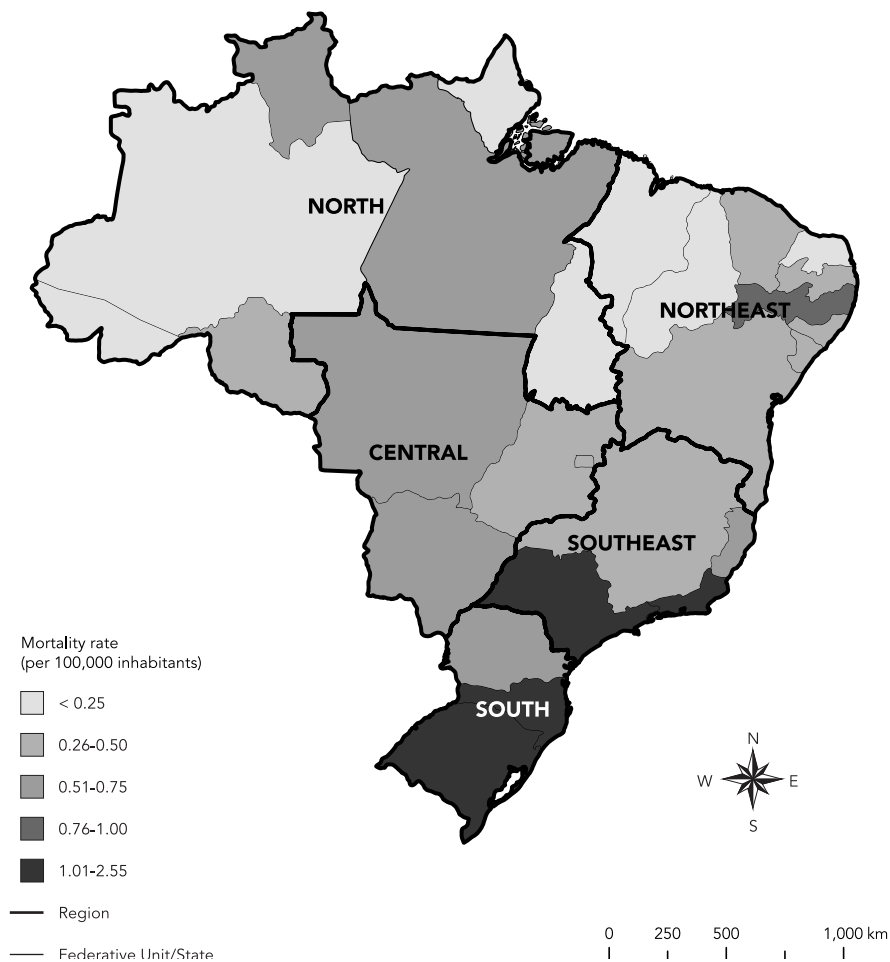 NORTH
NORTHEAST
CENTRAL
SOUTHEAST
SOUTH
Mortality rate
(per 100,000 inhabitants)
< 0.25
0.26-0.50
0.51-0.75
0.76-1.00
1.01-2.55
Region
Federative Unit/State
N
W E
S
0 250 500 1,000 km